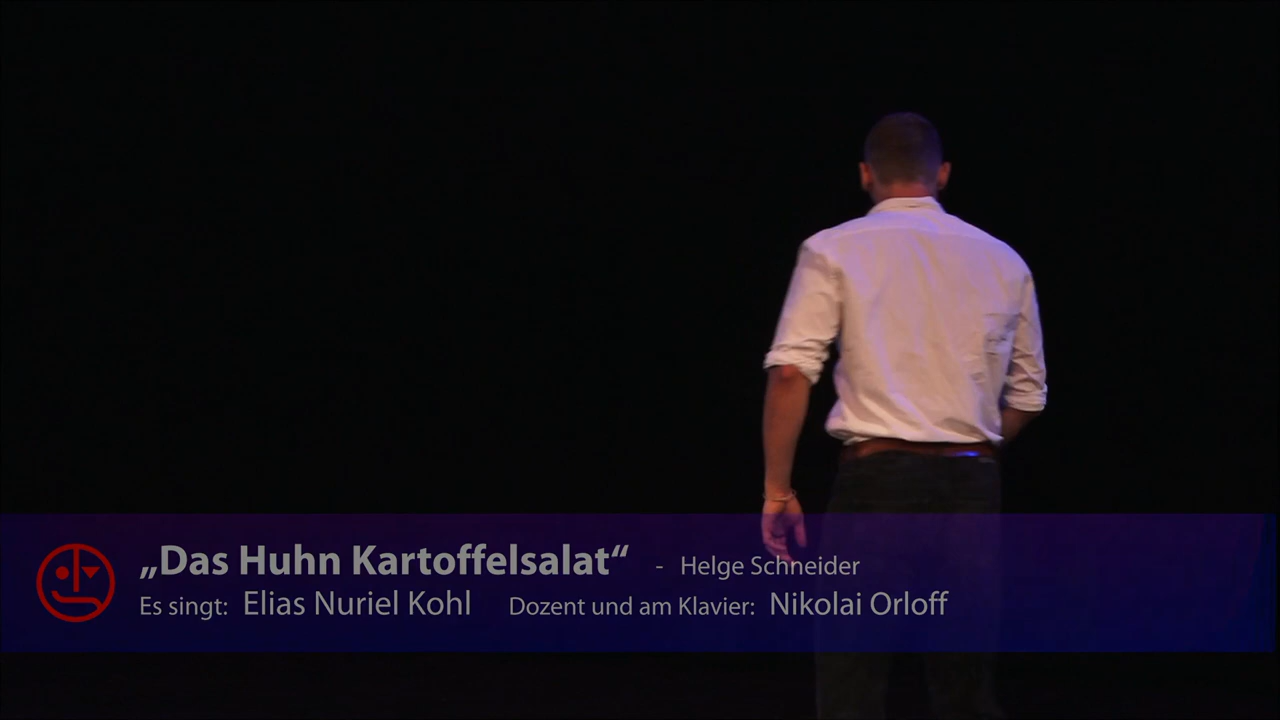 „Das Huhn Kartoffelsalat“ - Helge Schneider
Es singt: Elias Nuriel Kohl Dozent und am Klavier: Nikolai Orloff